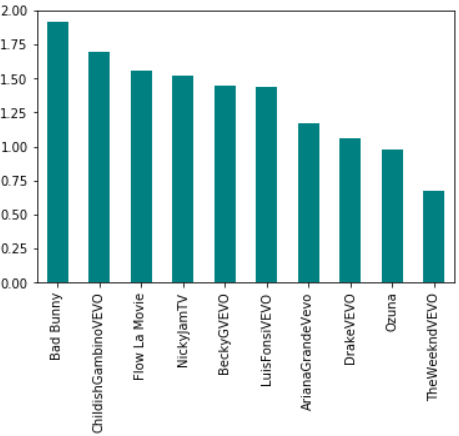 2.00
1.75
1.50
1.25
1.00
0.75
0.50
0.25
0.00
Bad Bunny
ChildishGambinoVEVO
Flow La Movie
NickyJamTV
BeckyGVEVO
LuisFonsiVEVO
ArianaGrandeVevo
DrakeVEVO
Ozuna
TheWeekndVEVO